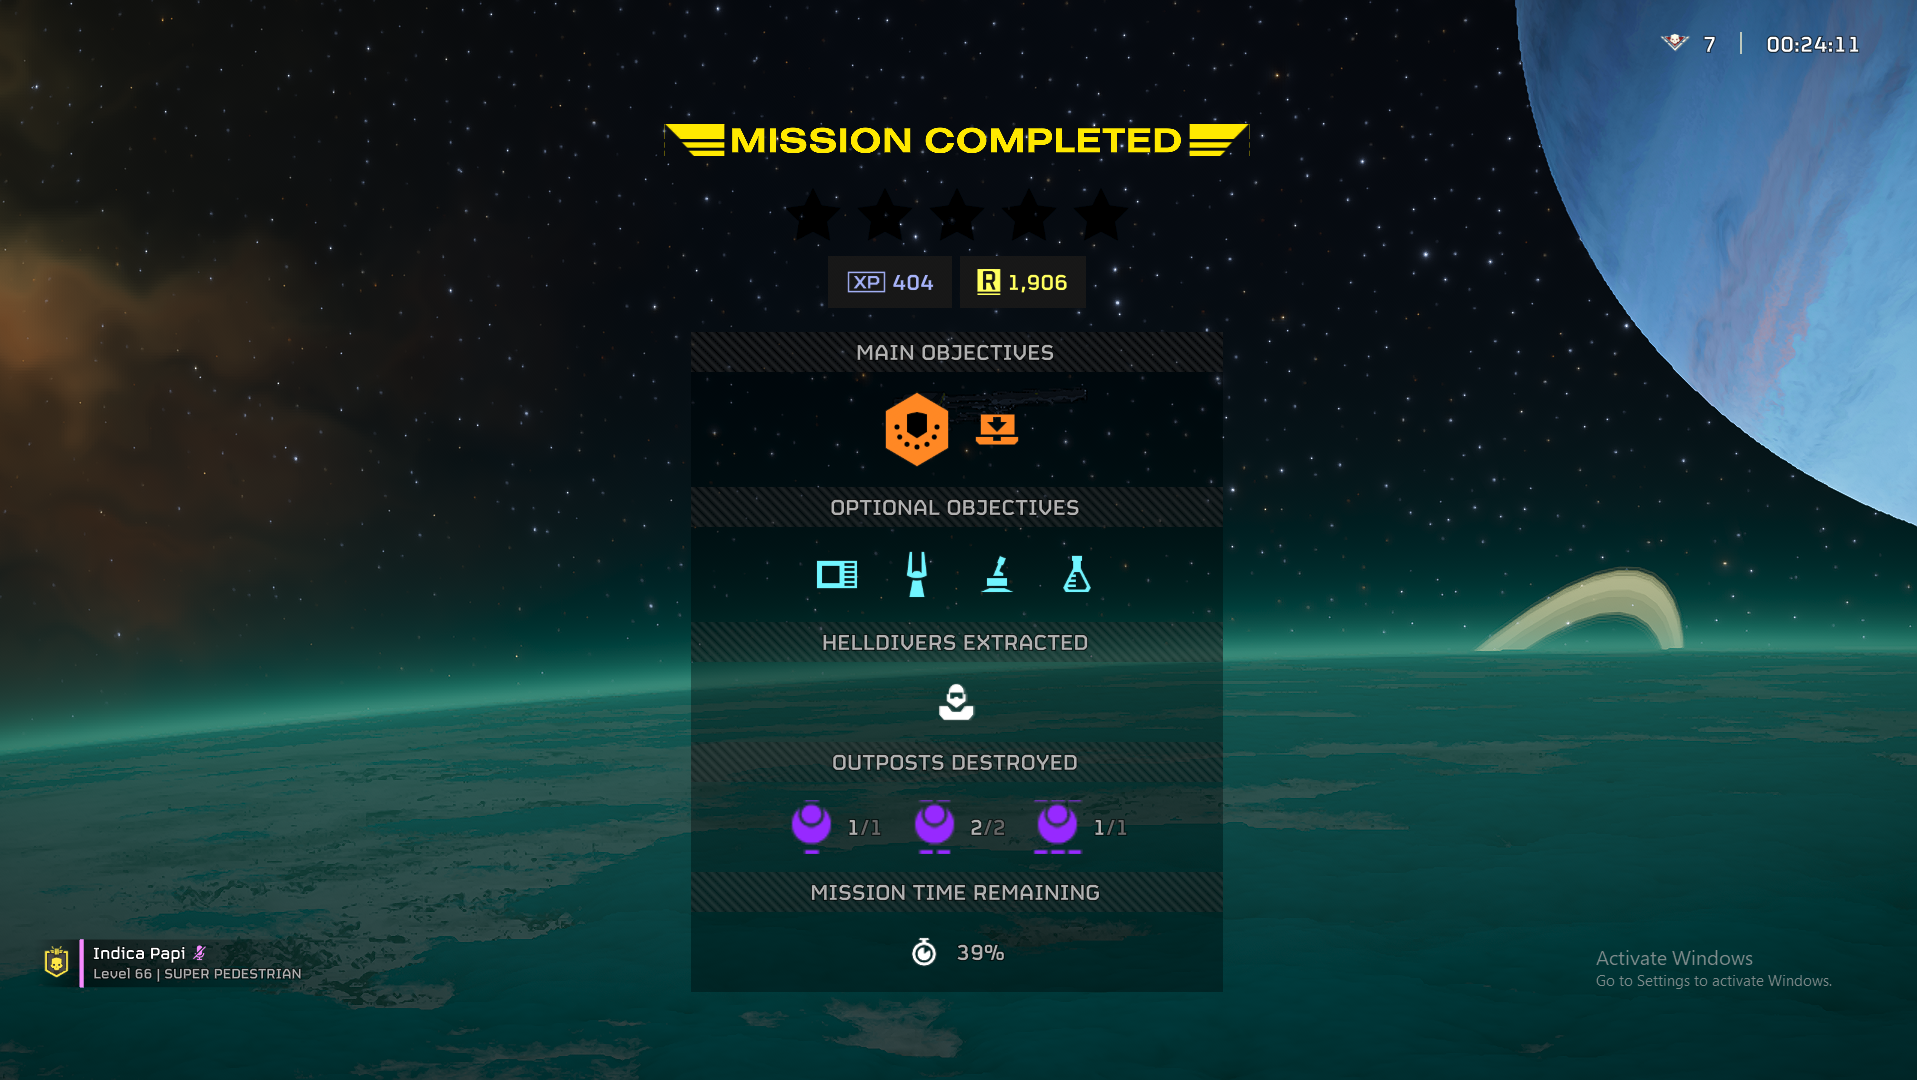 7 | 00:24:11
MISSION COMPLETED
XP 404
R 1,906
MAIN OBJECTIVES
OPTIONAL OBJECTIVES
HELLDIVERS EXTRACTED
OUTPOSTS DESTROYED
1/1 2/2 1/1
MISSION TIME REMAINING
39%
Indica Papi
Level 66 | SUPER PEDESTRIAN
Activate Windows
Go to Settings to activate Windows.